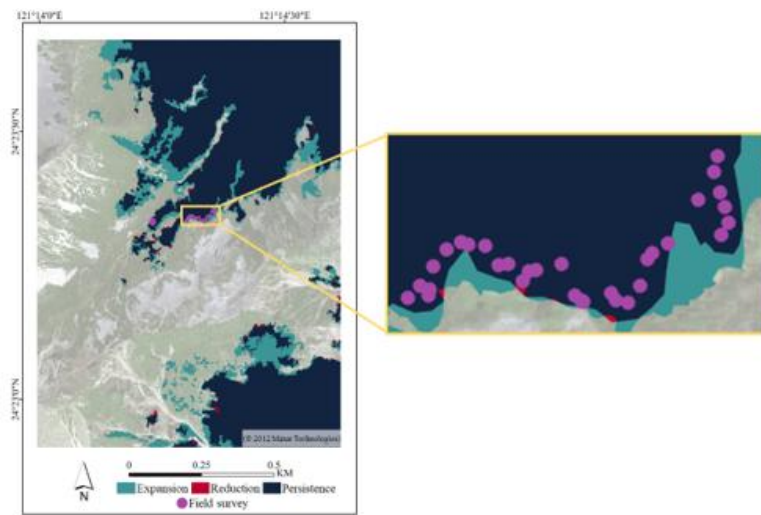 121°14'0"E 121°14'30"E
24°23'30"N
24°23'0"N
(© 2012 Maxar Technologies)
0 0.25 0.5
KM
N
Expansion Reduction Persistence
Field survey